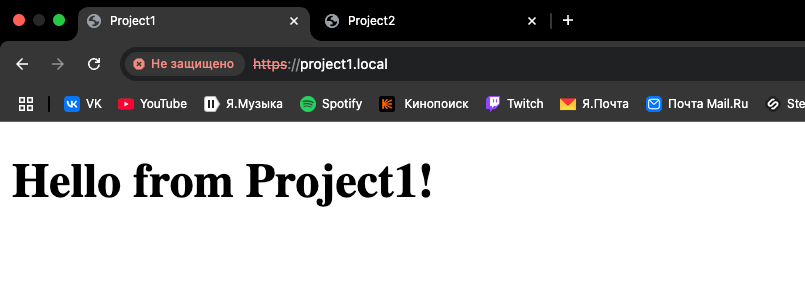 Project1
Project2
Не защищено
https://project1.local
VK
YouTube
Я.Музыка
Spotify
Кинопоиск
Twitch
Я.Почта
Почта Mail.Ru
Ste
Hello from Project1!